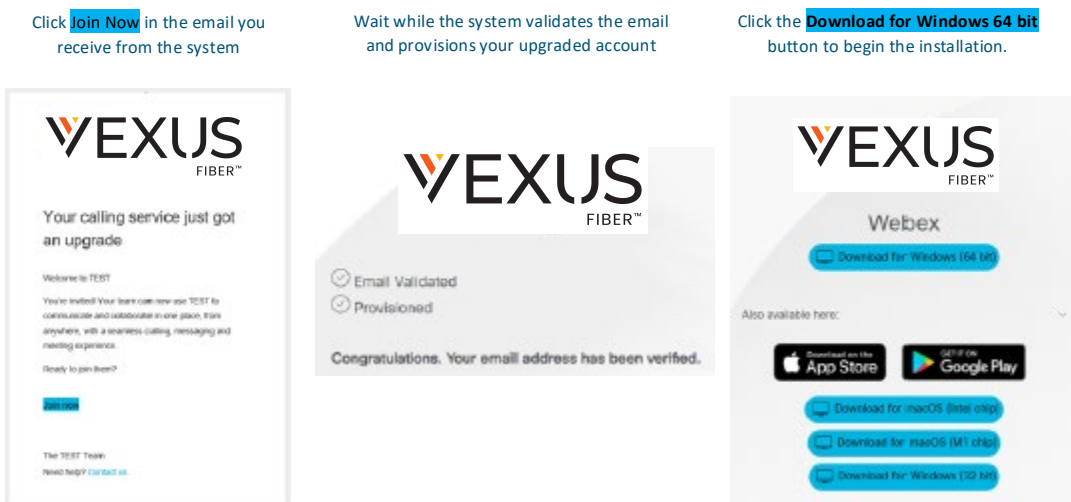 Click Join Now in the email you
receive from the system
VEXUS
FIBER™
Your calling service just got
an upgrade
Welcome to TEST
You're invited! Your team can now use TEST to
communicate and collaborate in one place, from
anywhere, with a seamless calling, messaging and
meeting experience.
Ready to join them?
Join now
The TEST Team
Need help? Contact us.
Wait while the system validates the email
and provisions your upgraded account
VEXUS
FIBER™
Email Validated
Provisioned
Congratulations. Your email address has been verified.
Click the Download for Windows 64 bit
button to begin the installation.
VEXUS
FIBER™
Webex
Download for Windows (64 bit)
Also available here:
Download on the
App Store
GET IT ON
Google Play
Download for macOS (Intel chip)
Download for macOS (M1 chip)
Download for Windows (32 bit)